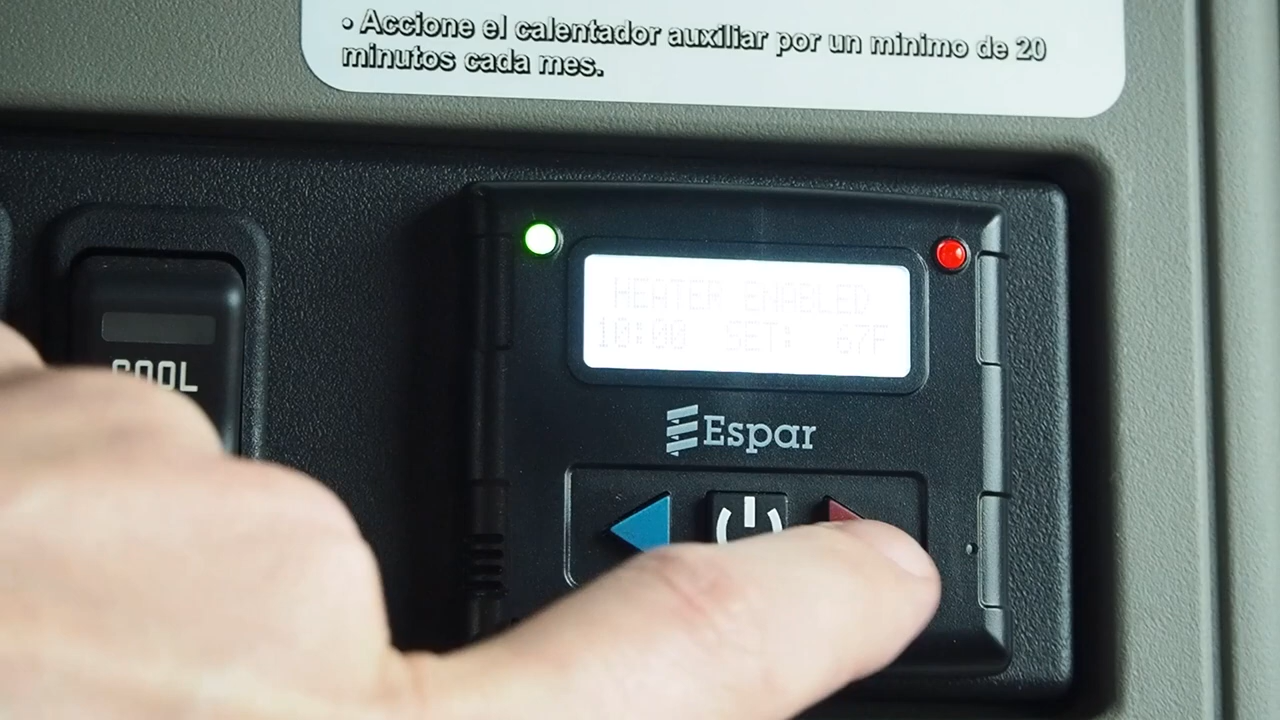 • Accione el calentador auxiliar por un minimo de 20
minutos cada mes.
HEATER ENABLED
10:00 SET: 67F
COOL
Espar